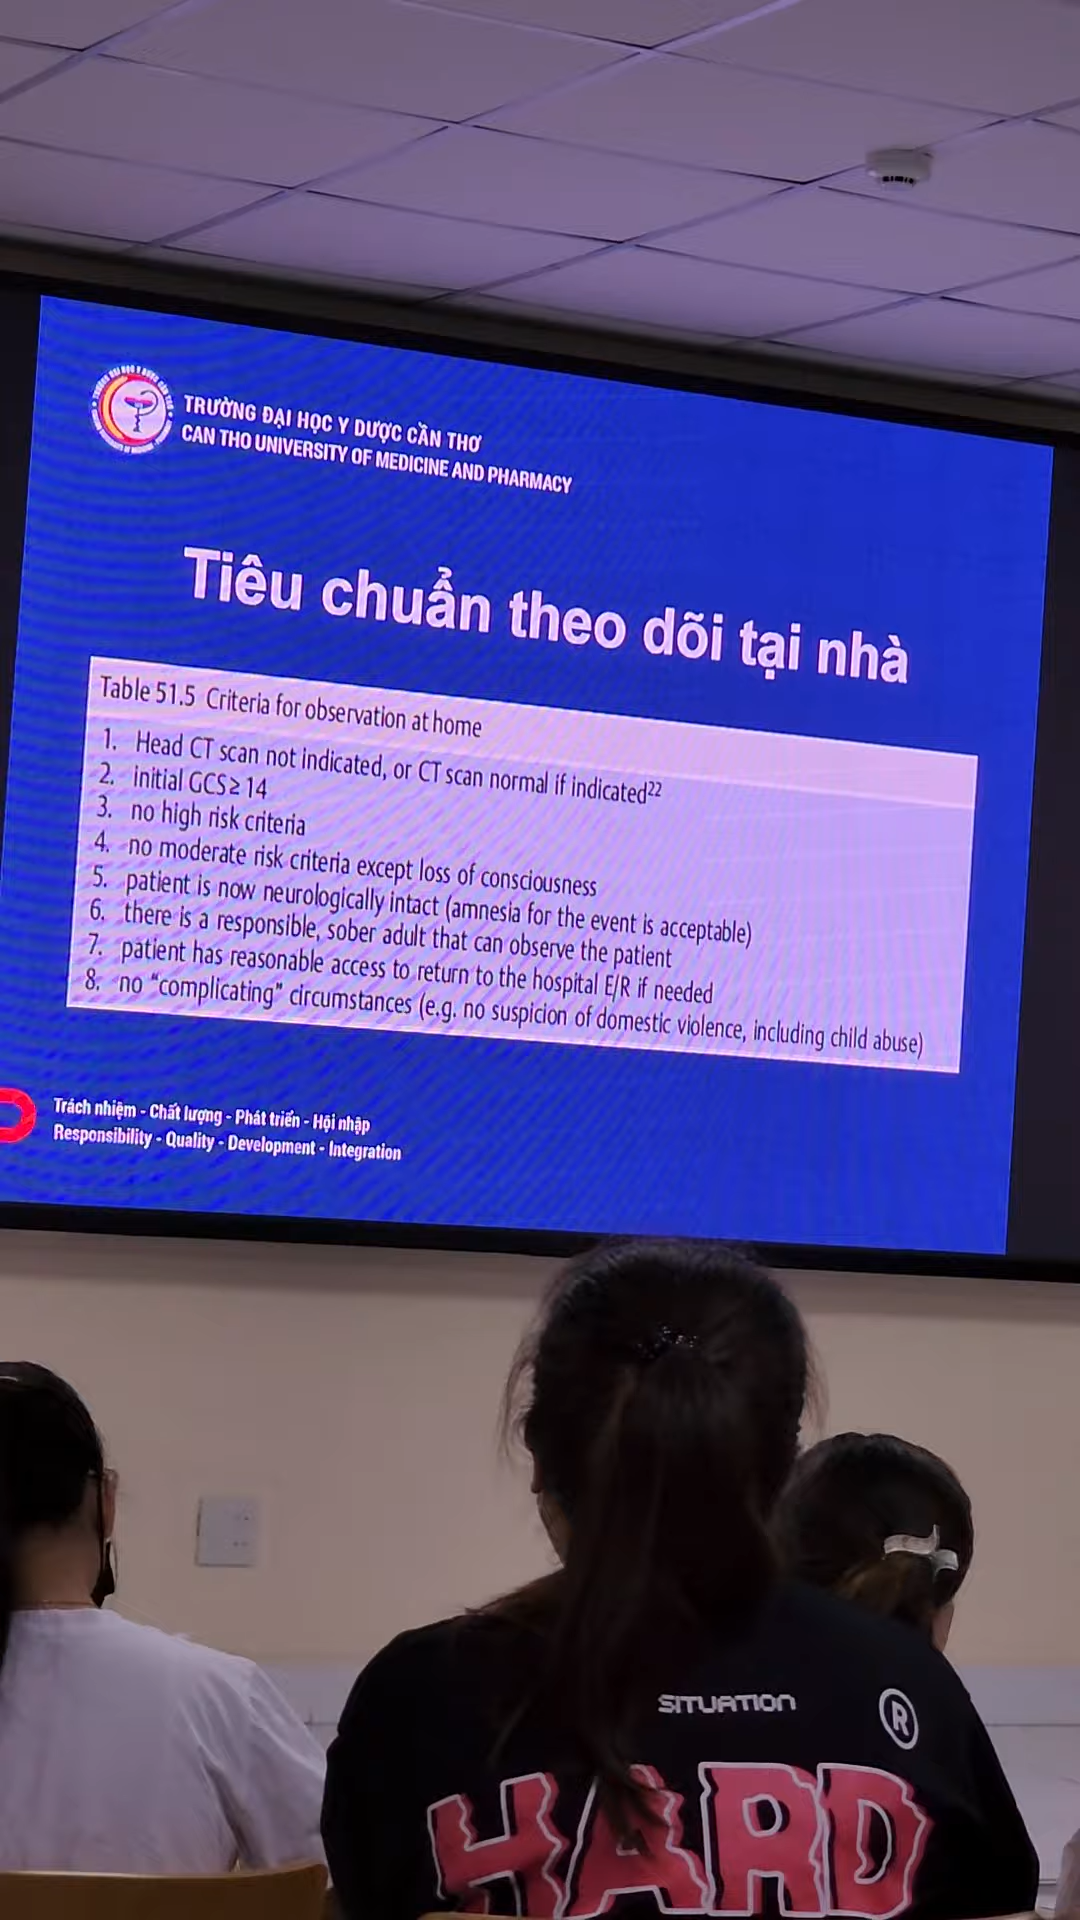 TRƯỜNG ĐẠI HỌC Y DƯỢC CẦN THƠ
CAN THO UNIVERSITY OF MEDICINE AND PHARMACY
Tiêu chuẩn theo dõi tại nhà
Table 51.5 Criteria for observation at home
1. Head CT scan not indicated, or CT scan normal if indicated²²
2. initial GCS ≥ 14
3. no high risk criteria
4. no moderate risk criteria except loss of consciousness
5. patient is now neurologically intact (amnesia for the event is acceptable)
6. there is a responsible, sober adult that can observe the patient
7. patient has reasonable access to return to the hospital E/R if needed
8. no "complicating" circumstances (e.g. no suspicion of domestic violence, including child abuse)
Trách nhiệm - Chất lượng - Phát triển - Hội nhập
Responsibility - Quality - Development - Integration
SITUATION ®
HARD